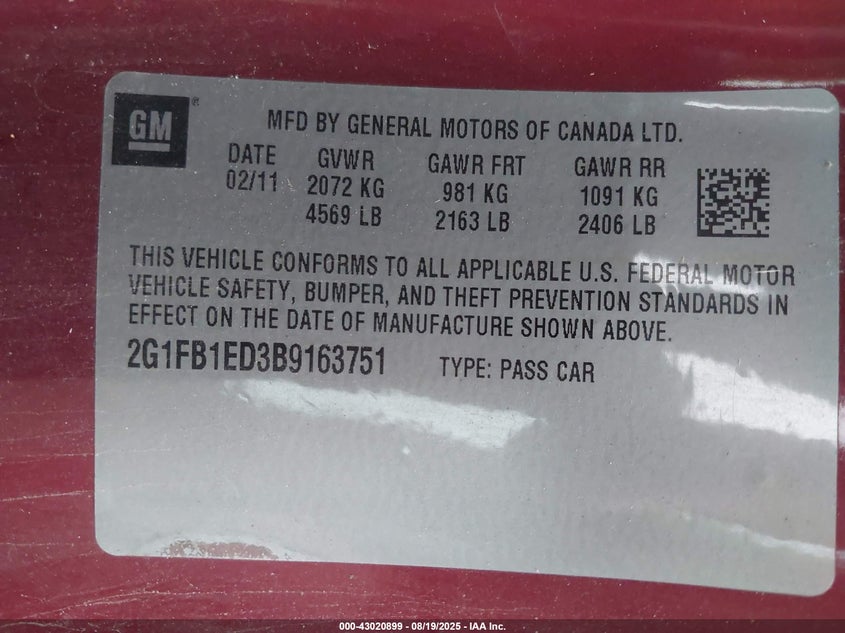 GM®
MFD BY GENERAL MOTORS OF CANADA LTD.
DATE GVWR GAWR FRT GAWR RR
02/11 2072 KG 981 KG 1091 KG
4569 LB 2163 LB 2406 LB
THIS VEHICLE CONFORMS TO ALL APPLICABLE U.S. FEDERAL MOTOR
VEHICLE SAFETY, BUMPER, AND THEFT PREVENTION STANDARDS IN
EFFECT ON THE DATE OF MANUFACTURE SHOWN ABOVE.
2G1FB1ED3B9163751 TYPE: PASS CAR
000-43020899 - 08/19/2025 - IAA Inc.